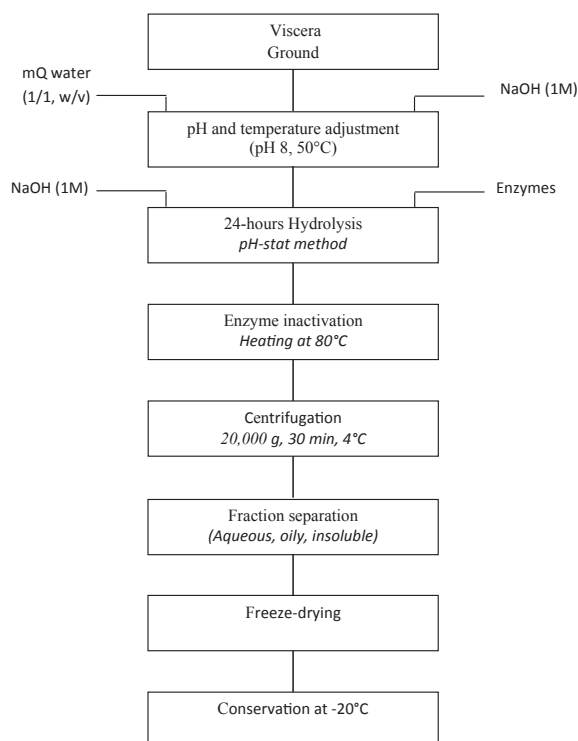 Viscera
Ground
mQ water
(1/1, w/v)
NaOH (1M)
pH and temperature adjustment
(pH 8, 50°C)
NaOH (1M)
Enzymes
24-hours Hydrolysis
pH-stat method
Enzyme inactivation
Heating at 80°C
Centrifugation
20,000 g, 30 min, 4°C
Fraction separation
(Aqueous, oily, insoluble)
Freeze-drying
Conservation at -20°C